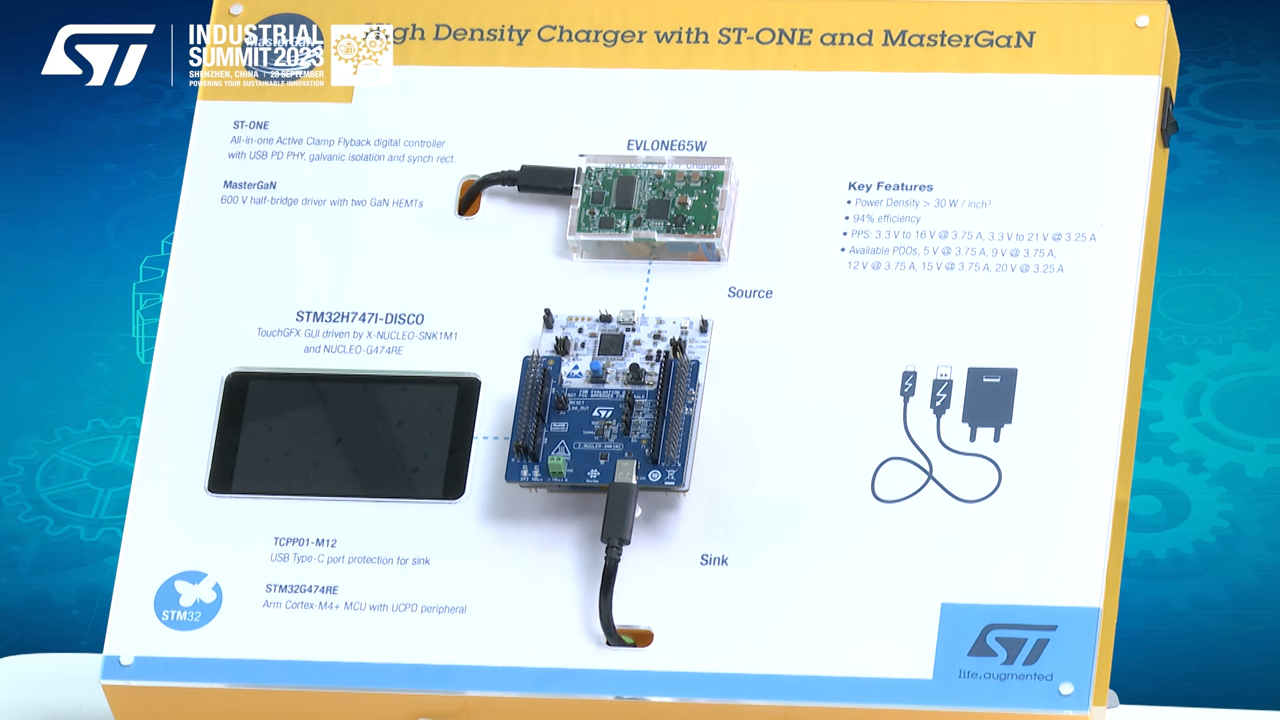 ST
INDUSTRIAL
SUMMIT 2023
SHENZHEN, CHINA | 28 SEPTEMBER
POWERING YOUR SUSTAINABLE INNOVATION
High Density Charger with ST-ONE and MasterGaN
ST-ONE
All-in-one Active Clamp Flyback digital controller
with USB PD PHY, galvanic isolation and synch rect.
MasterGaN
600 V half-bridge driver with two GaN HEMTs
EVLONE65W
Key Features
• Power Density > 30 W / inch³
• 94% efficiency
• PPS: 3.3 V to 16 V @ 3.75 A, 3.3 V to 21 V @ 3.25 A
• Available PDOs, 5 V @ 3.75 A, 9 V @ 3.75 A,
12 V @ 3.75 A, 15 V @ 3.75 A, 20 V @ 3.25 A
Source
STM32H747I-DISCO
TouchGFX GUI driven by X-NUCLEO-SNK1M1
and NUCLEO-G474RE
ST
X-NUCLEO-SNK1M1
Sink
TCPP01-M12
USB Type-C port protection for sink
STM32G474RE
Arm Cortex-M4+ MCU with UCPD peripheral
STM32
ST
life.augmented